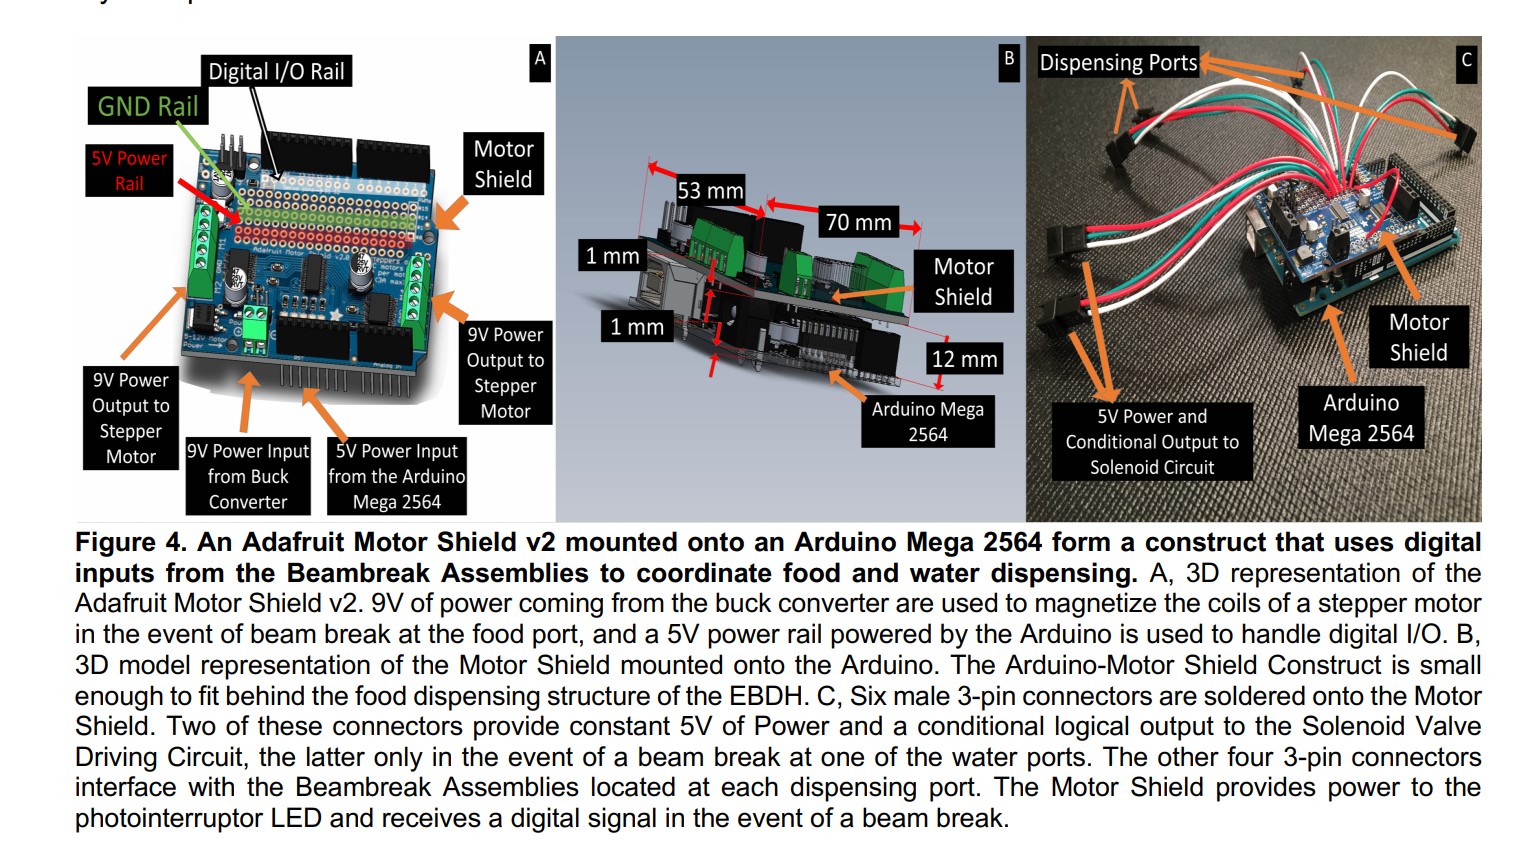 A
Digital I/O Rail
GND Rail
5V Power
Rail
Motor
Shield
9V Power
Output to
Stepper
Motor
9V Power Input
from Buck
Converter
5V Power Input
from the Arduino
Mega 2564
9V Power
Output to
Stepper
Motor
Adafruit Motor Shield v2.0
B
53 mm
70 mm
1 mm
1 mm
Motor
Shield
12 mm
Arduino Mega
2564
C
Dispensing Ports
Motor
Shield
Arduino
Mega 2564
5V Power and
Conditional Output to
Solenoid Circuit
Figure 4. An Adafruit Motor Shield v2 mounted onto an Arduino Mega 2564 form a construct that uses digital
inputs from the Beambreak Assemblies to coordinate food and water dispensing. A, 3D representation of the
Adafruit Motor Shield v2. 9V of power coming from the buck converter are used to magnetize the coils of a stepper motor
in the event of beam break at the food port, and a 5V power rail powered by the Arduino is used to handle digital I/O. B,
3D model representation of the Motor Shield mounted onto the Arduino. The Arduino-Motor Shield Construct is small
enough to fit behind the food dispensing structure of the EBDH. C, Six male 3-pin connectors are soldered onto the Motor
Shield. Two of these connectors provide constant 5V of Power and a conditional logical output to the Solenoid Valve
Driving Circuit, the latter only in the event of a beam break at one of the water ports. The other four 3-pin connectors
interface with the Beambreak Assemblies located at each dispensing port. The Motor Shield provides power to the
photointerruptor LED and receives a digital signal in the event of a beam break.